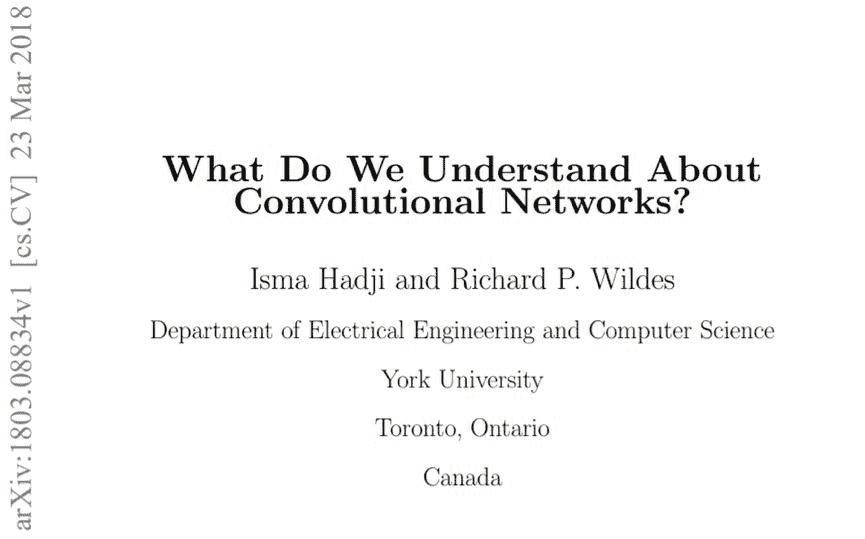 arXiv:1803.08834v1 [cs.CV] 23 Mar 2018
What Do We Understand About
Convolutional Networks?
Isma Hadji and Richard P. Wildes
Department of Electrical Engineering and Computer Science
York University
Toronto, Ontario
Canada